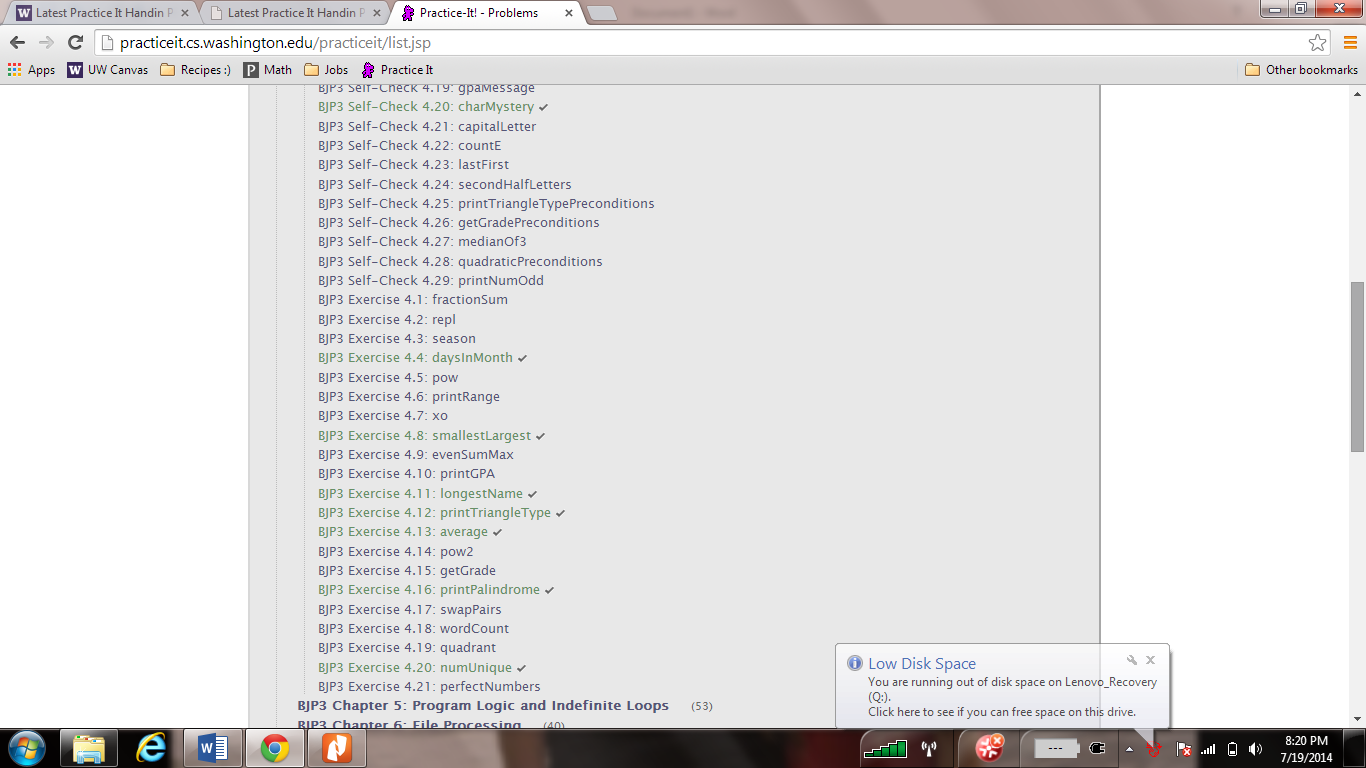 Latest Practice It Handin P
Latest Practice It Handin P
Practice-It! - Problems
practiceit.cs.washington.edu/practiceit/list.jsp
Apps
UW Canvas
Recipes :)
Math
Jobs
Practice It
Other bookmarks
BJP3 Self-Check 4.19: gpaMessage
BJP3 Self-Check 4.20: charMystery ✔
BJP3 Self-Check 4.21: capitalLetter
BJP3 Self-Check 4.22: countE
BJP3 Self-Check 4.23: lastFirst
BJP3 Self-Check 4.24: secondHalfLetters
BJP3 Self-Check 4.25: printTriangleTypePreconditions
BJP3 Self-Check 4.26: getGradePreconditions
BJP3 Self-Check 4.27: medianOf3
BJP3 Self-Check 4.28: quadraticPreconditions
BJP3 Self-Check 4.29: printNumOdd
BJP3 Exercise 4.1: fractionSum
BJP3 Exercise 4.2: repl
BJP3 Exercise 4.3: season
BJP3 Exercise 4.4: daysInMonth ✔
BJP3 Exercise 4.5: pow
BJP3 Exercise 4.6: printRange
BJP3 Exercise 4.7: xo
BJP3 Exercise 4.8: smallestLargest ✔
BJP3 Exercise 4.9: evenSumMax
BJP3 Exercise 4.10: printGPA
BJP3 Exercise 4.11: longestName ✔
BJP3 Exercise 4.12: printTriangleType ✔
BJP3 Exercise 4.13: average ✔
BJP3 Exercise 4.14: pow2
BJP3 Exercise 4.15: getGrade
BJP3 Exercise 4.16: printPalindrome ✔
BJP3 Exercise 4.17: swapPairs
BJP3 Exercise 4.18: wordCount
BJP3 Exercise 4.19: quadrant
BJP3 Exercise 4.20: numUnique ✔
BJP3 Exercise 4.21: perfectNumbers
BJP3 Chapter 5: Program Logic and Indefinite Loops (53)
BJP3 Chapter 6: File Processing (40)
Low Disk Space
You are running out of disk space on Lenovo_Recovery
(Q:).
Click here to see if you can free space on this drive.
---
8:20 PM
7/19/2014